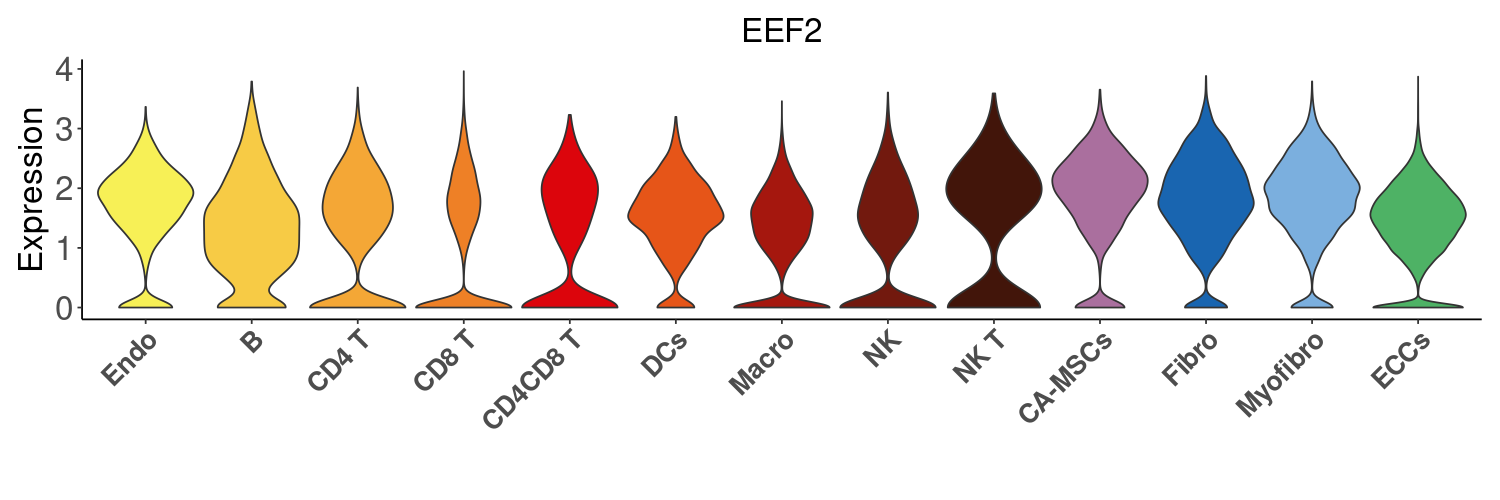 EEF2
Expression
4
3
2
1
0
Endo
B
CD4 T
CD8 T
CD4CD8 T
DCs
Macro
NK
NK T
CA-MSCs
Fibro
Myofibro
ECCs